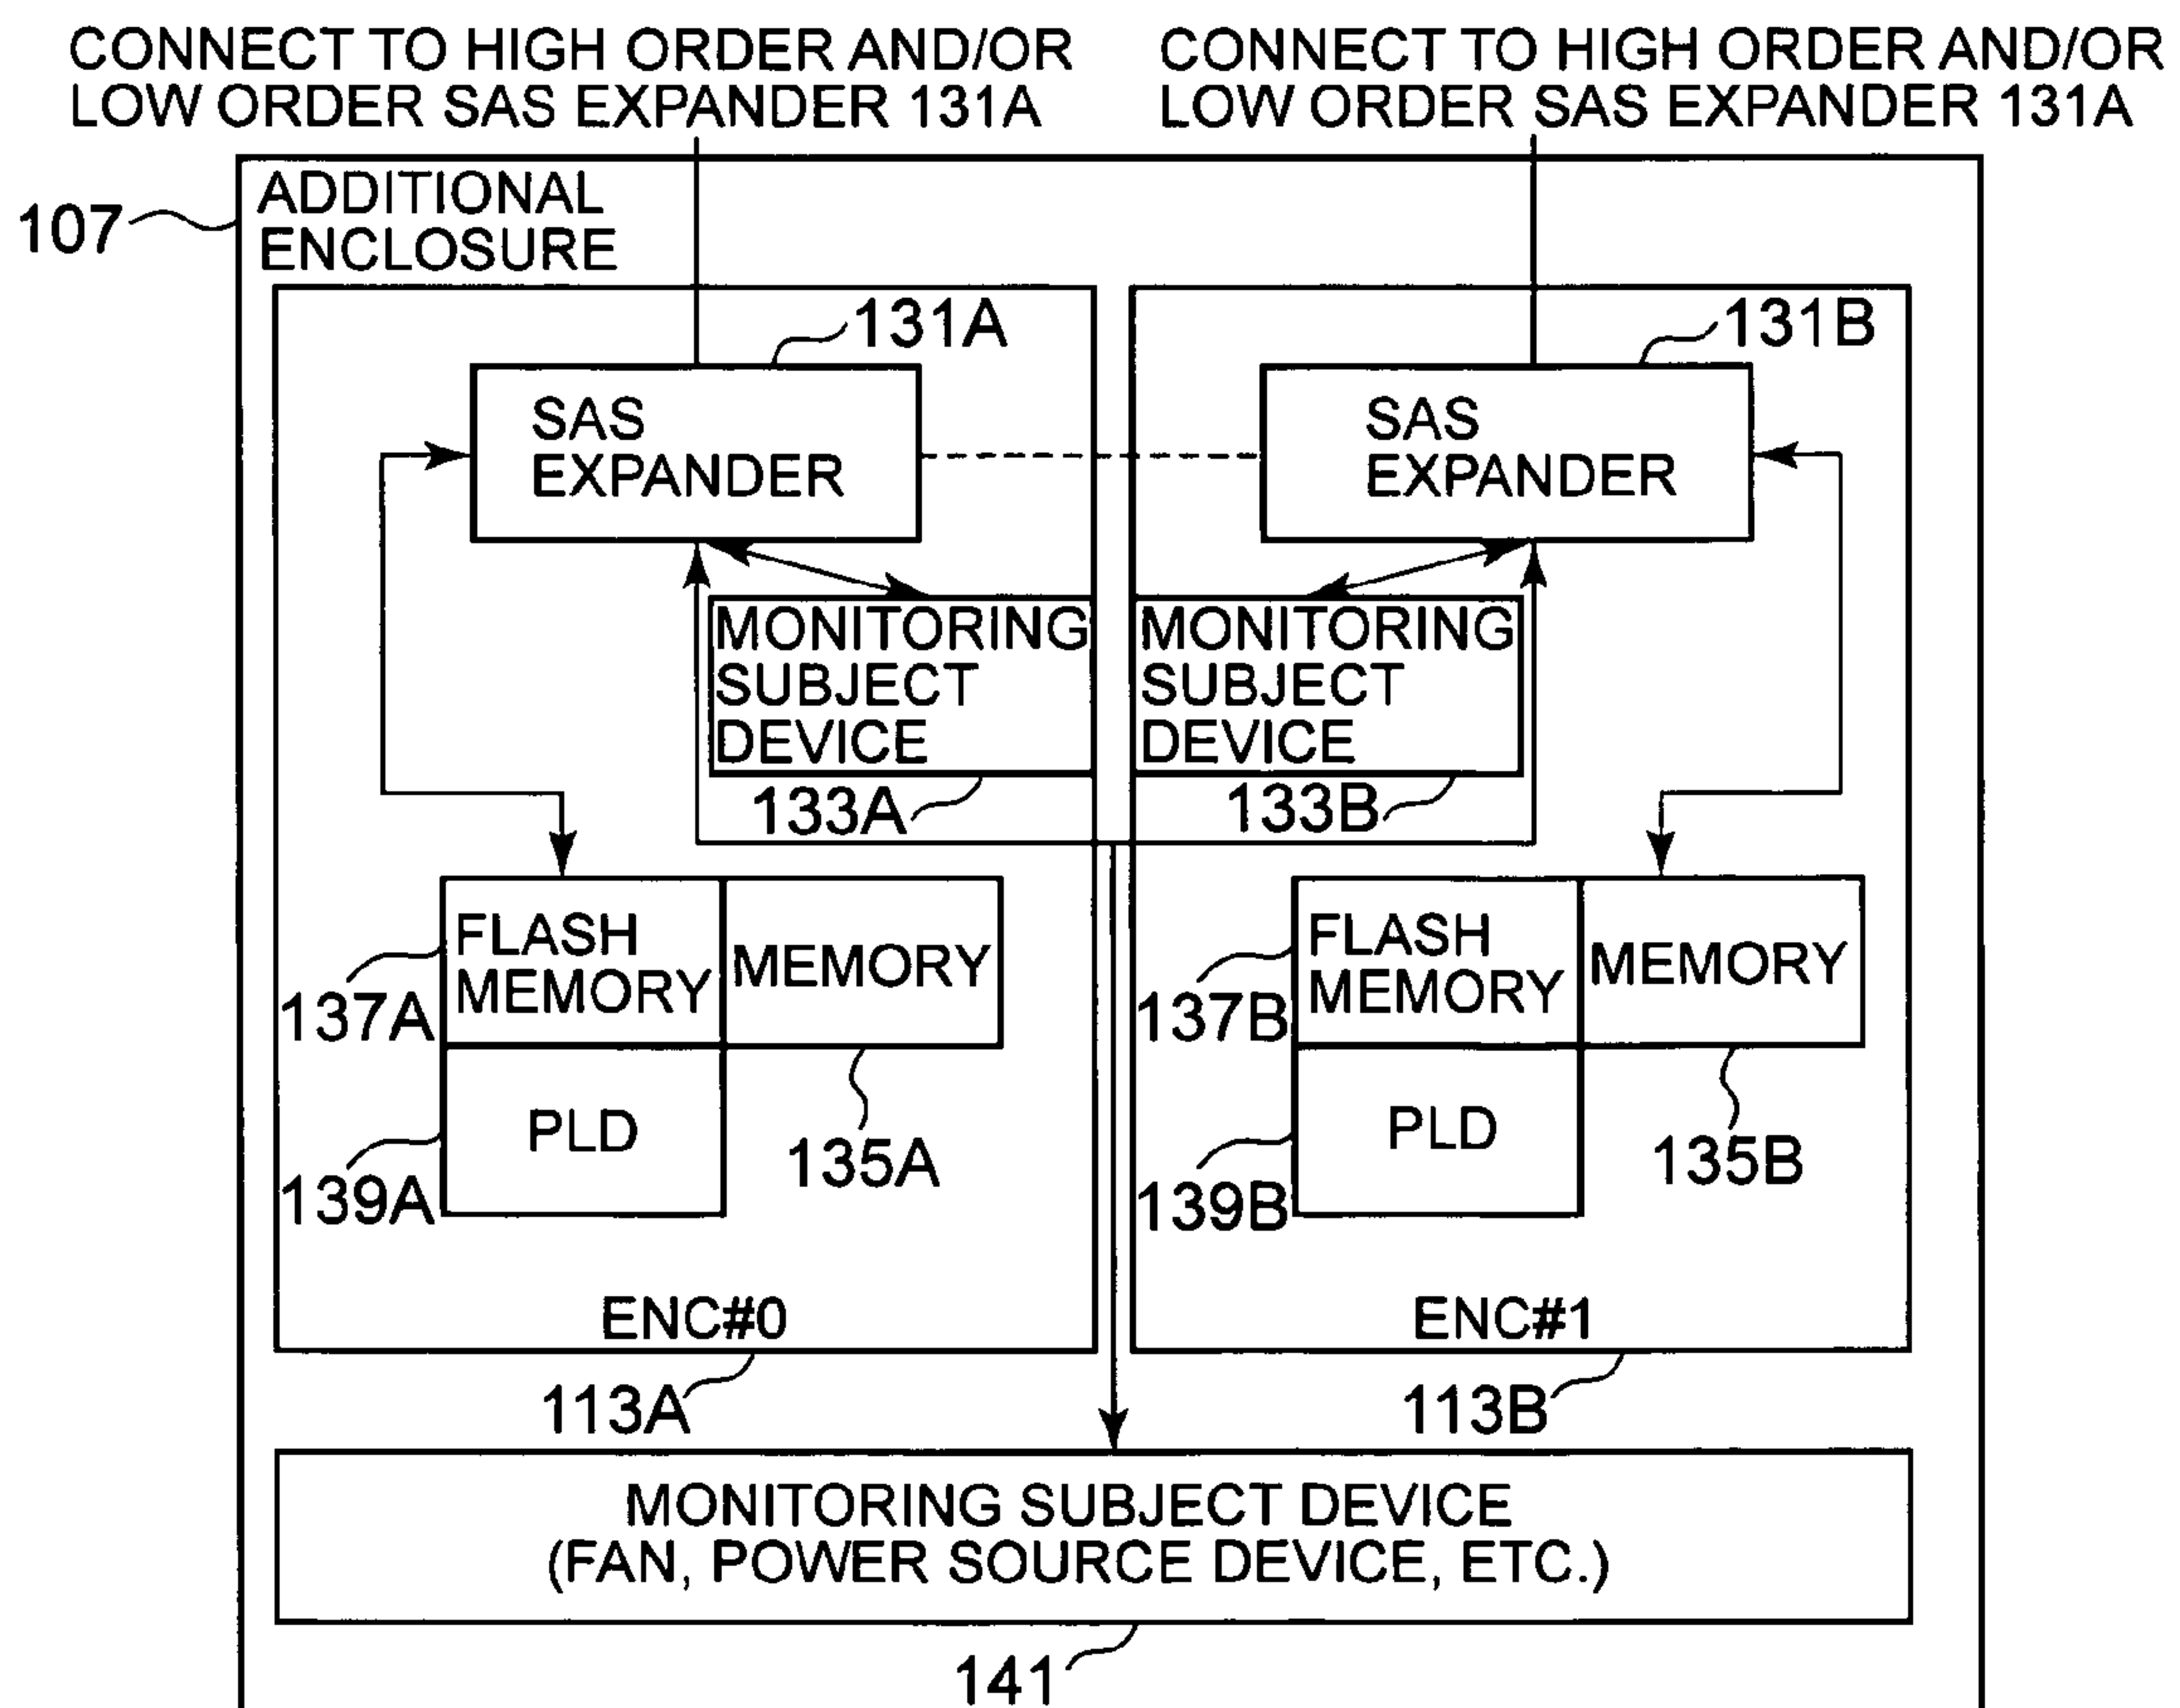 CONNECT TO HIGH ORDER AND/OR
LOW ORDER SAS EXPANDER 131A
CONNECT TO HIGH ORDER AND/OR
LOW ORDER SAS EXPANDER 131A
107
ADDITIONAL
ENCLOSURE
131A
SAS
EXPANDER
MONITORING
SUBJECT
DEVICE
133A
FLASH
MEMORY
MEMORY
137A
PLD
135A
139A
ENC#0
113A
131B
SAS
EXPANDER
MONITORING
SUBJECT
DEVICE
133B
FLASH
MEMORY
MEMORY
137B
PLD
135B
139B
ENC#1
113B
MONITORING SUBJECT DEVICE
(FAN, POWER SOURCE DEVICE, ETC.)
141